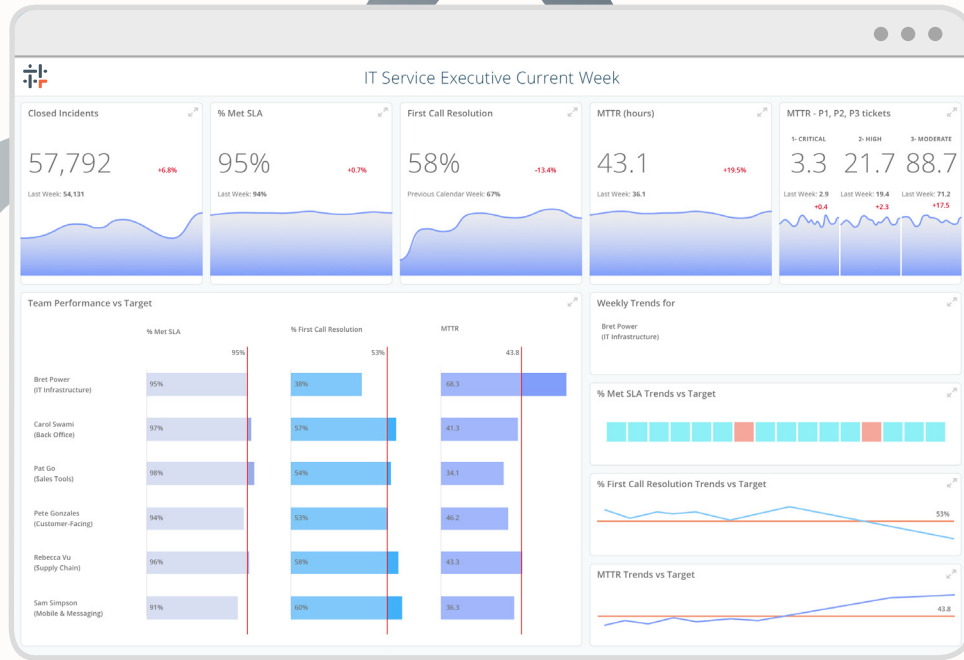 IT Service Executive Current Week
Closed Incidents
57,792
+6.8%
Last Week: 54,131
% Met SLA
95%
+0.7%
Last Week: 94%
First Call Resolution
58%
-13.4%
Previous Calendar Week: 67%
MTTR (hours)
43.1
+19.5%
Last Week: 36.1
MTTR - P1, P2, P3 tickets
1- CRITICAL 2- HIGH 3- MODERATE
3.3 21.7 88.7
Last Week: 2.9 Last Week: 19.4 Last Week: 71.2
+0.4 +2.3 +17.5
Team Performance vs Target
% Met SLA % First Call Resolution MTTR
95% 53% 43.8
Bret Power
(IT Infrastructure)
95% 38% 68.3
Carol Swami
(Back Office)
97% 57% 41.3
Pat Go
(Sales Tools)
98% 54% 34.1
Pete Gonzales
(Customer-Facing)
94% 53% 46.2
Rebecca Vu
(Supply Chain)
96% 58% 43.3
Sam Simpson
(Mobile & Messaging)
91% 60% 36.3
Weekly Trends for
Bret Power
(IT Infrastructure)
% Met SLA Trends vs Target
% First Call Resolution Trends vs Target
53%
MTTR Trends vs Target
43.8